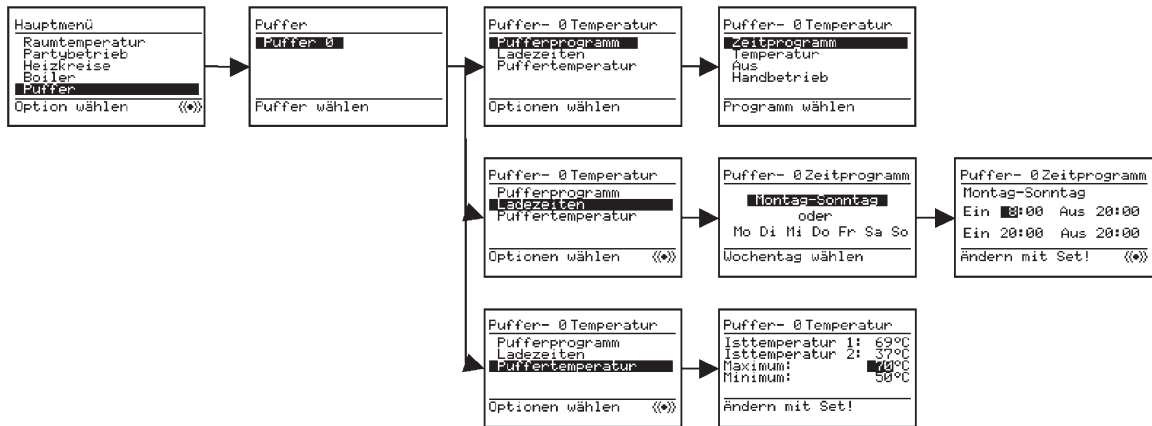 Hauptmenü
Raumtemperatur
Partybetrieb
Heizkreise
Boiler
Puffer
Option wählen
Puffer
Puffer 0
Puffer wählen
Puffer- 0 Temperatur
Pufferprogramm
Ladezeiten
Puffertemperatur
Optionen wählen
Puffer- 0 Temperatur
Zeitprogramm
Temperatur
Aus
Handbetrieb
Programm wählen
Puffer- 0 Temperatur
Pufferprogramm
Ladezeiten
Puffertemperatur
Optionen wählen
Puffer- 0 Zeitprogramm
Montag-Sonntag
oder
Mo Di Mi Do Fr Sa So
Wochentag wählen
Puffer- 0 Zeitprogramm
Montag-Sonntag
Ein 8:00 Aus 20:00
Ein 20:00 Aus 20:00
Ändern mit Set!
Puffer- 0 Temperatur
Pufferprogramm
Ladezeiten
Puffertemperatur
Optionen wählen
Puffer- 0 Temperatur
Isttemperatur 1: 69°C
Isttemperatur 2: 37°C
Maximum: 70°C
Minimum: 50°C
Ändern mit Set!